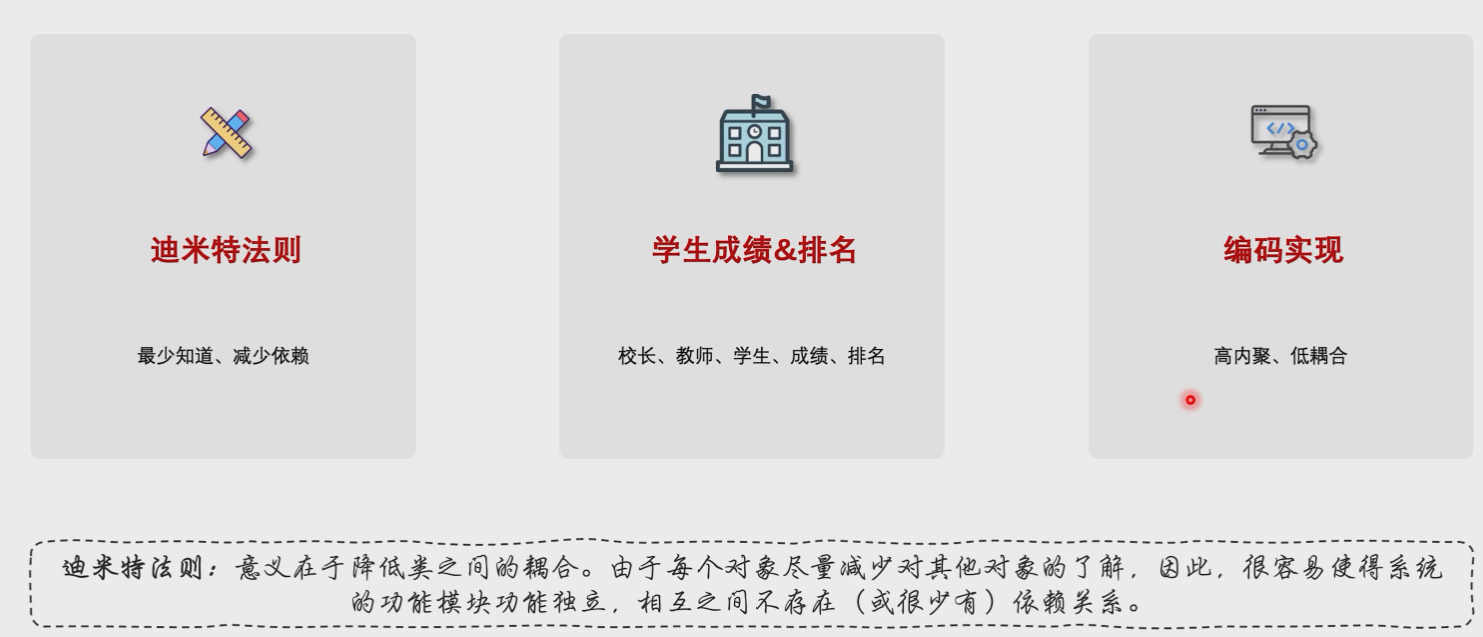 迪米特法则
最少知道、减少依赖
学生成绩&排名
校长、教师、学生、成绩、排名
编码实现
高内聚、低耦合
迪米特法则：意义在于降低类之间的耦合。由于每个对象尽量减少对其他对象的了解，因此，很容易使得系统
的功能模块功能独立，相互之间不存在（或很少有）依赖关系。